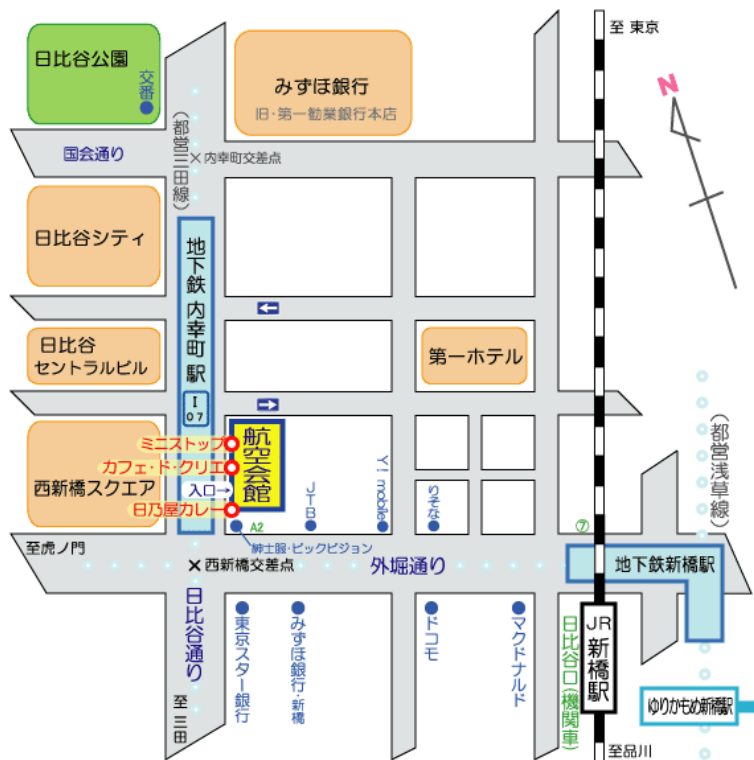 至 東京
日比谷公園
交番
みずほ銀行
旧・第一勧業銀行本店
N
(都営三田線)
国会通り
×内幸町交差点
日比谷シティ
地下鉄 内幸町 駅
I
07
日比谷
セントラルビル
第一ホテル
(都営浅草線)
西新橋スクエア
ミニストップ
カフェ・ド・クリエ
入口→
日乃屋カレー
航空会館
A2
紳士服・ビックビジョン
JTB
Y! mobile
りそな
⑦
至虎ノ門
×西新橋交差点
外堀通り
地下鉄新橋駅
日比谷通り
東京スター銀行
みずほ銀行・新橋
ドコモ
マクドナルド
日比谷口(機関車)
JR
新橋駅
ゆりかもめ新橋駅
至 三田
至品川